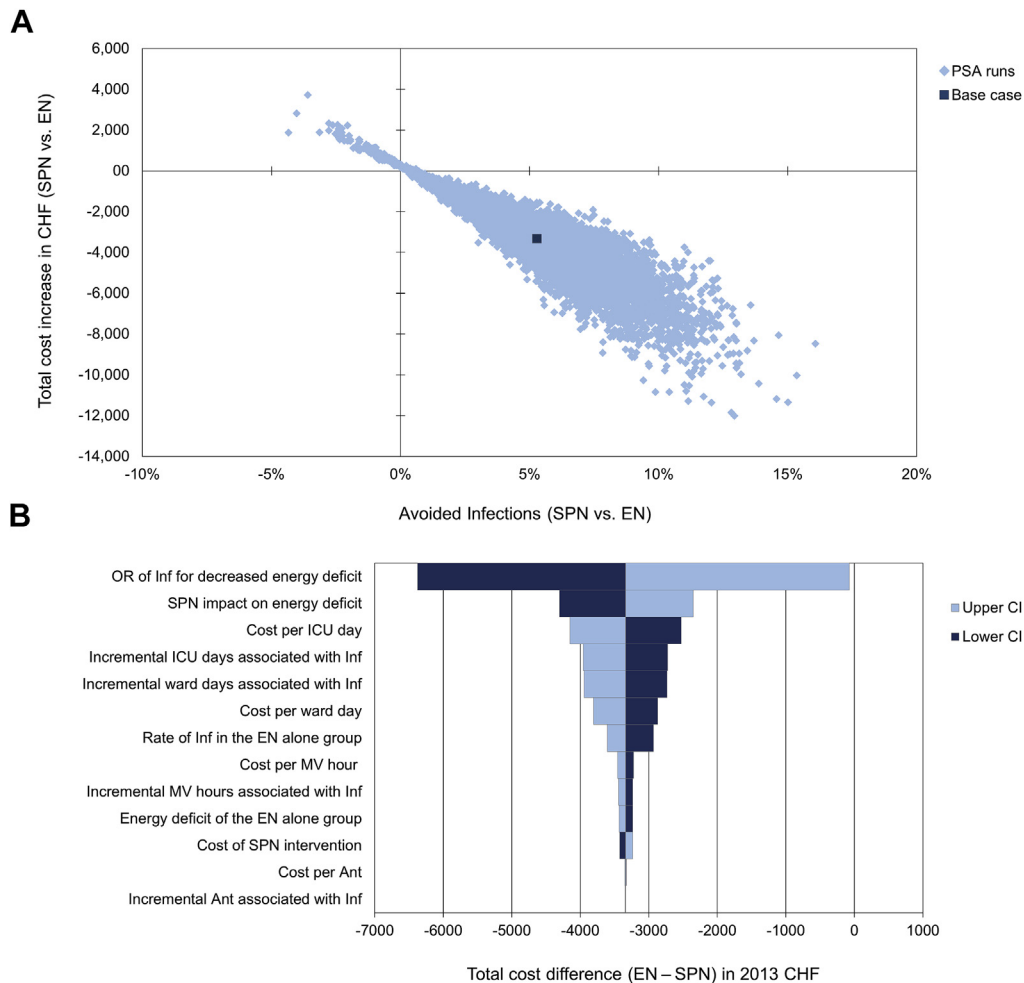 A
Total cost increase in CHF (SPN vs. EN)
6,000
4,000
2,000
00
-2,000
-4,000
-6,000
-8,000
-10,000
-12,000
-14,000
-10%
-5%
0%
5%
10%
15%
20%
Avoided Infections (SPN vs. EN)
PSA runs
Base case
B
OR of Inf for decreased energy deficit
SPN impact on energy deficit
Cost per ICU day
Incremental ICU days associated with Inf
Incremental ward days associated with Inf
Cost per ward day
Rate of Inf in the EN alone group
Cost per MV hour
Incremental MV hours associated with Inf
Energy deficit of the EN alone group
Cost of SPN intervention
Cost per Ant
Incremental Ant associated with Inf
-7000
-6000
-5000
-4000
-3000
-2000
-1000
0
1000
Total cost difference (EN – SPN) in 2013 CHF
Upper CI
Lower CI